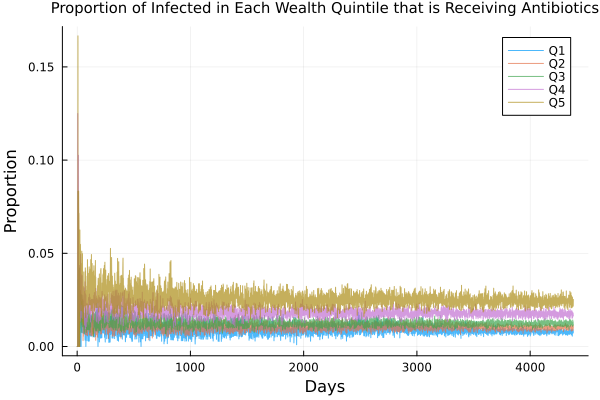 Proportion of Infected in Each Wealth Quintile that is Receiving Antibiotics
Q1
Q2
Q3
Q4
Q5
0.15
0.10
0.05
0.00
Proportion
0
1000
2000
3000
4000
Days